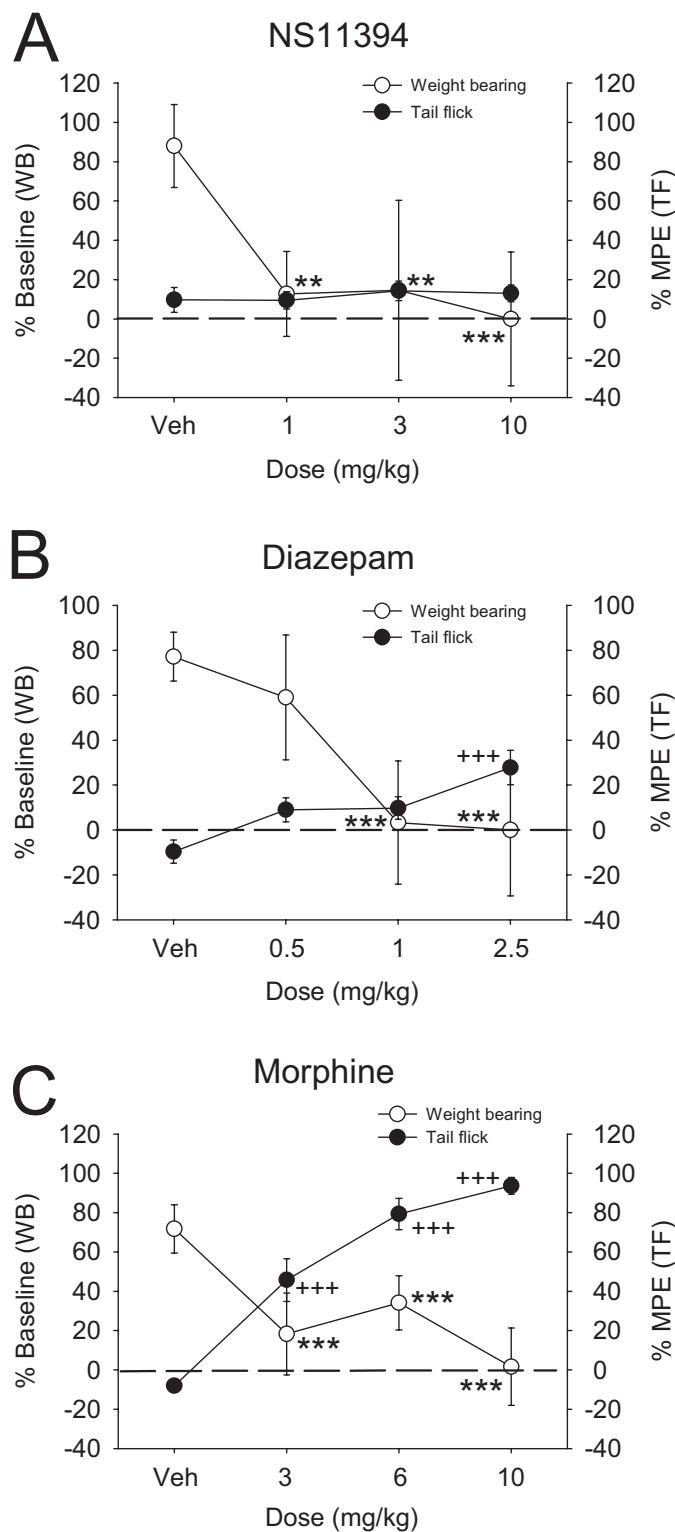 A
NS11394
Weight bearing
Tail flick
120 120
100 100
80 80
60 60
40 40
20 ** ** 20
0 0
-20 *** -20
-40 -40
% Baseline (WB)
% MPE (TF)
Veh 1 3 10
Dose (mg/kg)
B
Diazepam
Weight bearing
Tail flick
100 100
80 80
60 60
40 +++ 40
20 20
0 *** *** 0
-20 -20
-40 -40
% Baseline (WB)
% MPE (TF)
Veh 0.5 1 2.5
Dose (mg/kg)
C
Morphine
Weight bearing
Tail flick
120 120
100 +++ 100
80 80
60 +++ 60
40 +++ *** 40
20 *** 20
0 *** 0
-20 -20
-40 -40
% Baseline (WB)
% MPE (TF)
Veh 3 6 10
Dose (mg/kg)